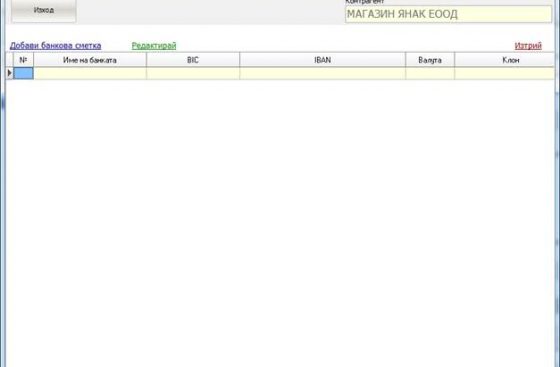 Контрагент
Изход
МАГАЗИН ЯНАК ЕООД
Добави банкова сметка Редактирай Изтрий
№ Име на банката BIC IBAN Валута Клон